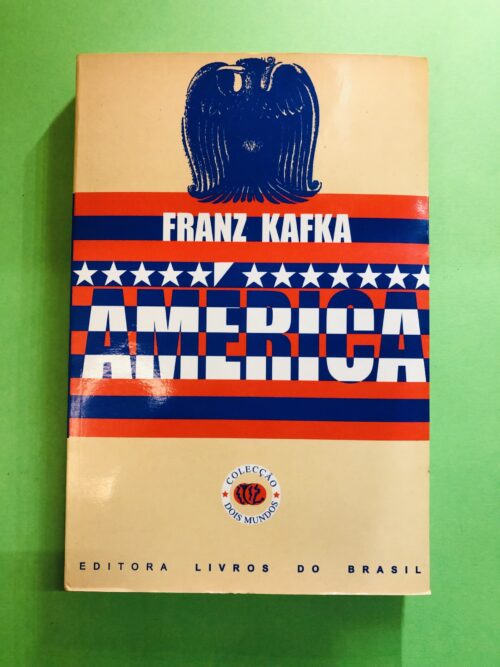 FRANZ KAFKA
AMÉRICA
COLECÇÃO
DOIS MUNDOS
EDITORA LIVROS DO BRASIL